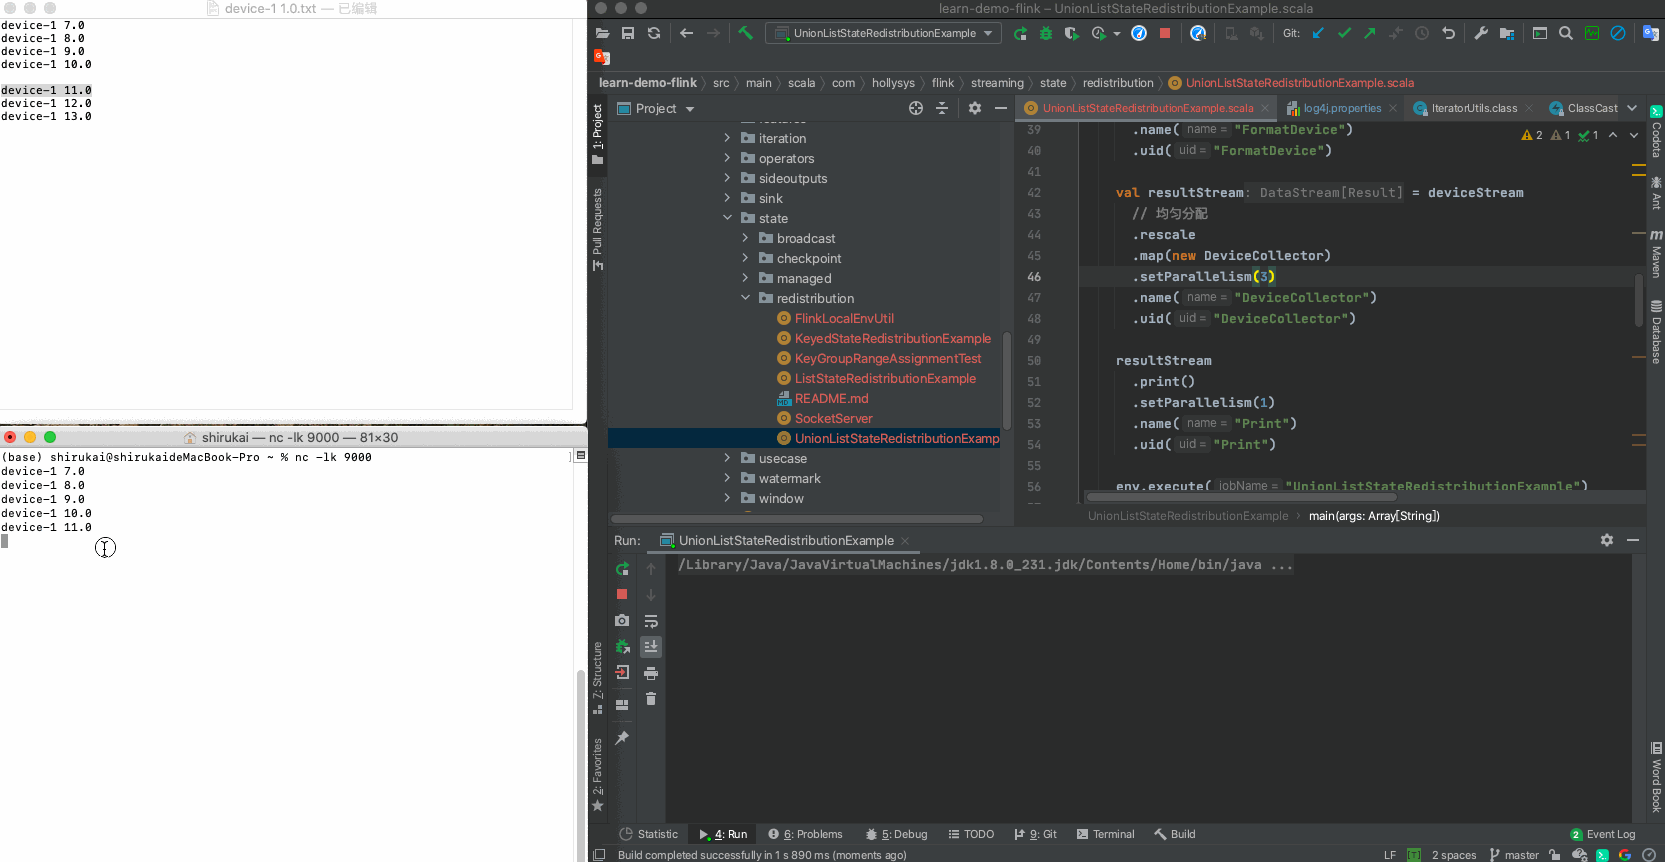 device-1 1.0.txt — 已编辑
device-1 7.0
device-1 8.0
device-1 9.0
device-1 10.0
device-1 11.0
device-1 12.0
device-1 13.0
shirukai — nc -lk 9000 — 81×30
(base) shirukai@shirukaideMacBook-Pro ~ % nc -lk 9000
device-1 7.0
device-1 8.0
device-1 9.0
device-1 10.0
device-1 11.0
learn-demo-flink – UnionListStateRedistributionExample.scala
UnionListStateRedistributionExample
Git:
learn-demo-flink › src › main › scala › com › hollysys › flink › streaming › state › redistribution › UnionListStateRedistributionExample.scala
1: Project
Pull Requests
Z: Structure
2: Favorites
Project
iteration
operators
sideoutputs
sink
state
broadcast
checkpoint
managed
redistribution
FlinkLocalEnvUtil
KeyedStateRedistributionExample
KeyGroupRangeAssignmentTest
ListStateRedistributionExample
README.md
SocketServer
UnionListStateRedistributionExamp
usecase
watermark
window
UnionListStateRedistributionExample.scala
log4j.properties
IteratorUtils.class
ClassCast
2 1 1
39 .name( name = "FormatDevice")
40 .uid( uid = "FormatDevice")
41
42 val resultStream: DataStream[Result] = deviceStream
43 // 均匀分配
44 .rescale
45 .map(new DeviceCollector)
46 .setParallelism(3)
47 .name( name = "DeviceCollector")
48 .uid( uid = "DeviceCollector")
49
50 resultStream
51 .print()
52 .setParallelism(1)
53 .name( name = "Print")
54 .uid( uid = "Print")
55
56 env.execute( jobName = "UnionListStateRedistributionExample")
UnionListStateRedistributionExample › main(args: Array[String])
Codota
Ant
Maven
Database
Word Book
Run: UnionListStateRedistributionExample
/Library/Java/JavaVirtualMachines/jdk1.8.0_231.jdk/Contents/Home/bin/java ...
Statistic
4: Run
6: Problems
5: Debug
TODO
9: Git
Terminal
Build
2 Event Log
Build completed successfully in 1 s 890 ms (moments ago)
LF
2 spaces
master